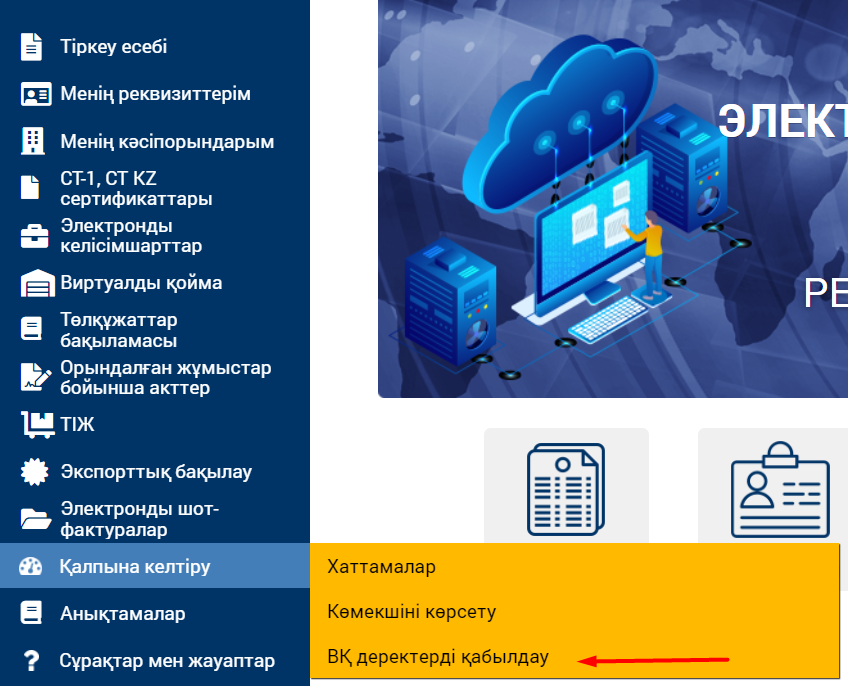 Тіркеу есебі
Менің реквизиттерім
Менің кәсіпорындарым
СТ-1, СТ KZ
сертификаттары
Электронды
келісімшарттар
Виртуалды қойма
Төлқұжаттар
бақыламасы
Орындалған жұмыстар
бойынша акттер
ТІЖ
Экспорттық бақылау
Электронды шот-
фактуралар
Қалпына келтіру
Анықтамалар
Сұрақтар мен жауаптар
ЭЛЕКТ
РЕ
Хаттамалар
Көмекшіні көрсету
ВҚ деректерді қабылдау